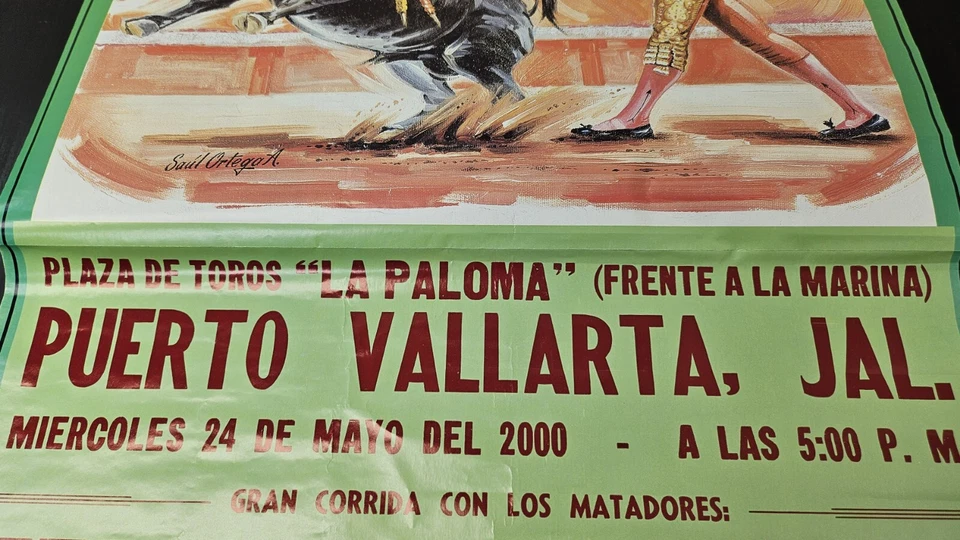 Saúl Ortega A.
PLAZA DE TOROS “LA PALOMA” (FRENTE A LA MARINA)
PUERTO VALLARTA, JAL.
MIERCOLES 24 DE MAYO DEL 2000 - A LAS 5:00 P. M
GRAN CORRIDA CON LOS MATADORES: